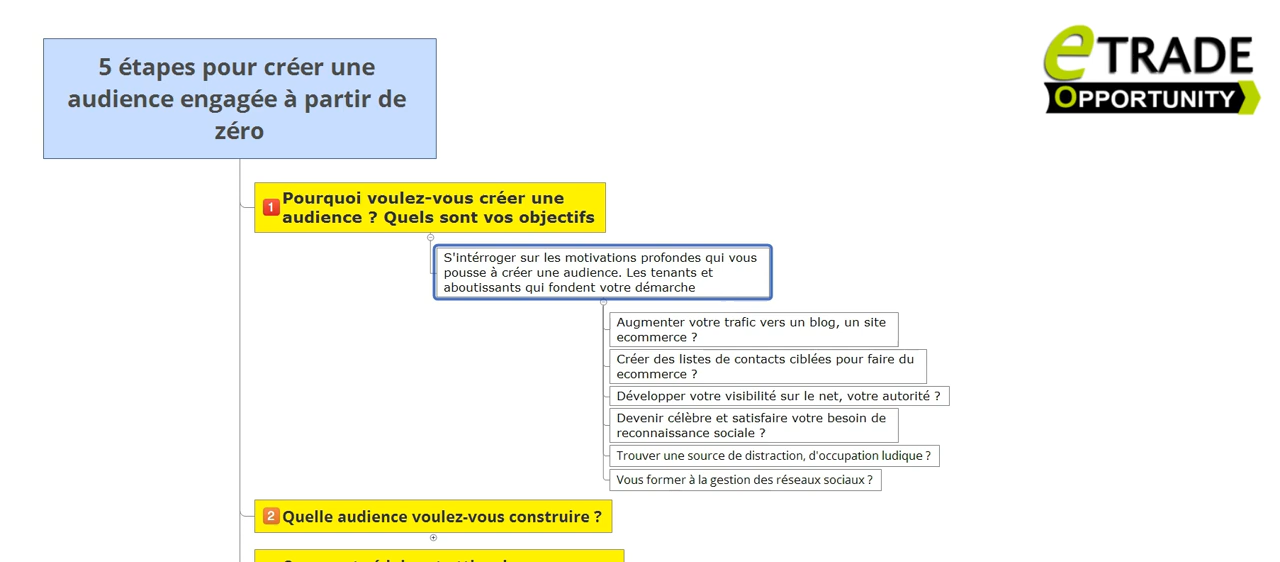 5 étapes pour créer une
audience engagée à partir de
zéro
e TRADE
OPPORTUNITY
1 Pourquoi voulez-vous créer une
audience ? Quels sont vos objectifs
S'intérroger sur les motivations profondes qui vous
pousse à créer une audience. Les tenants et
aboutissants qui fondent votre démarche
Augmenter votre trafic vers un blog, un site
ecommerce ?
Créer des listes de contacts ciblées pour faire du
ecommerce ?
Développer votre visibilité sur le net, votre autorité ?
Devenir célèbre et satisfaire votre besoin de
reconnaissance sociale ?
Trouver une source de distraction, d'occupation ludique ?
Vous former à la gestion des réseaux sociaux ?
2 Quelle audience voulez-vous construire ?